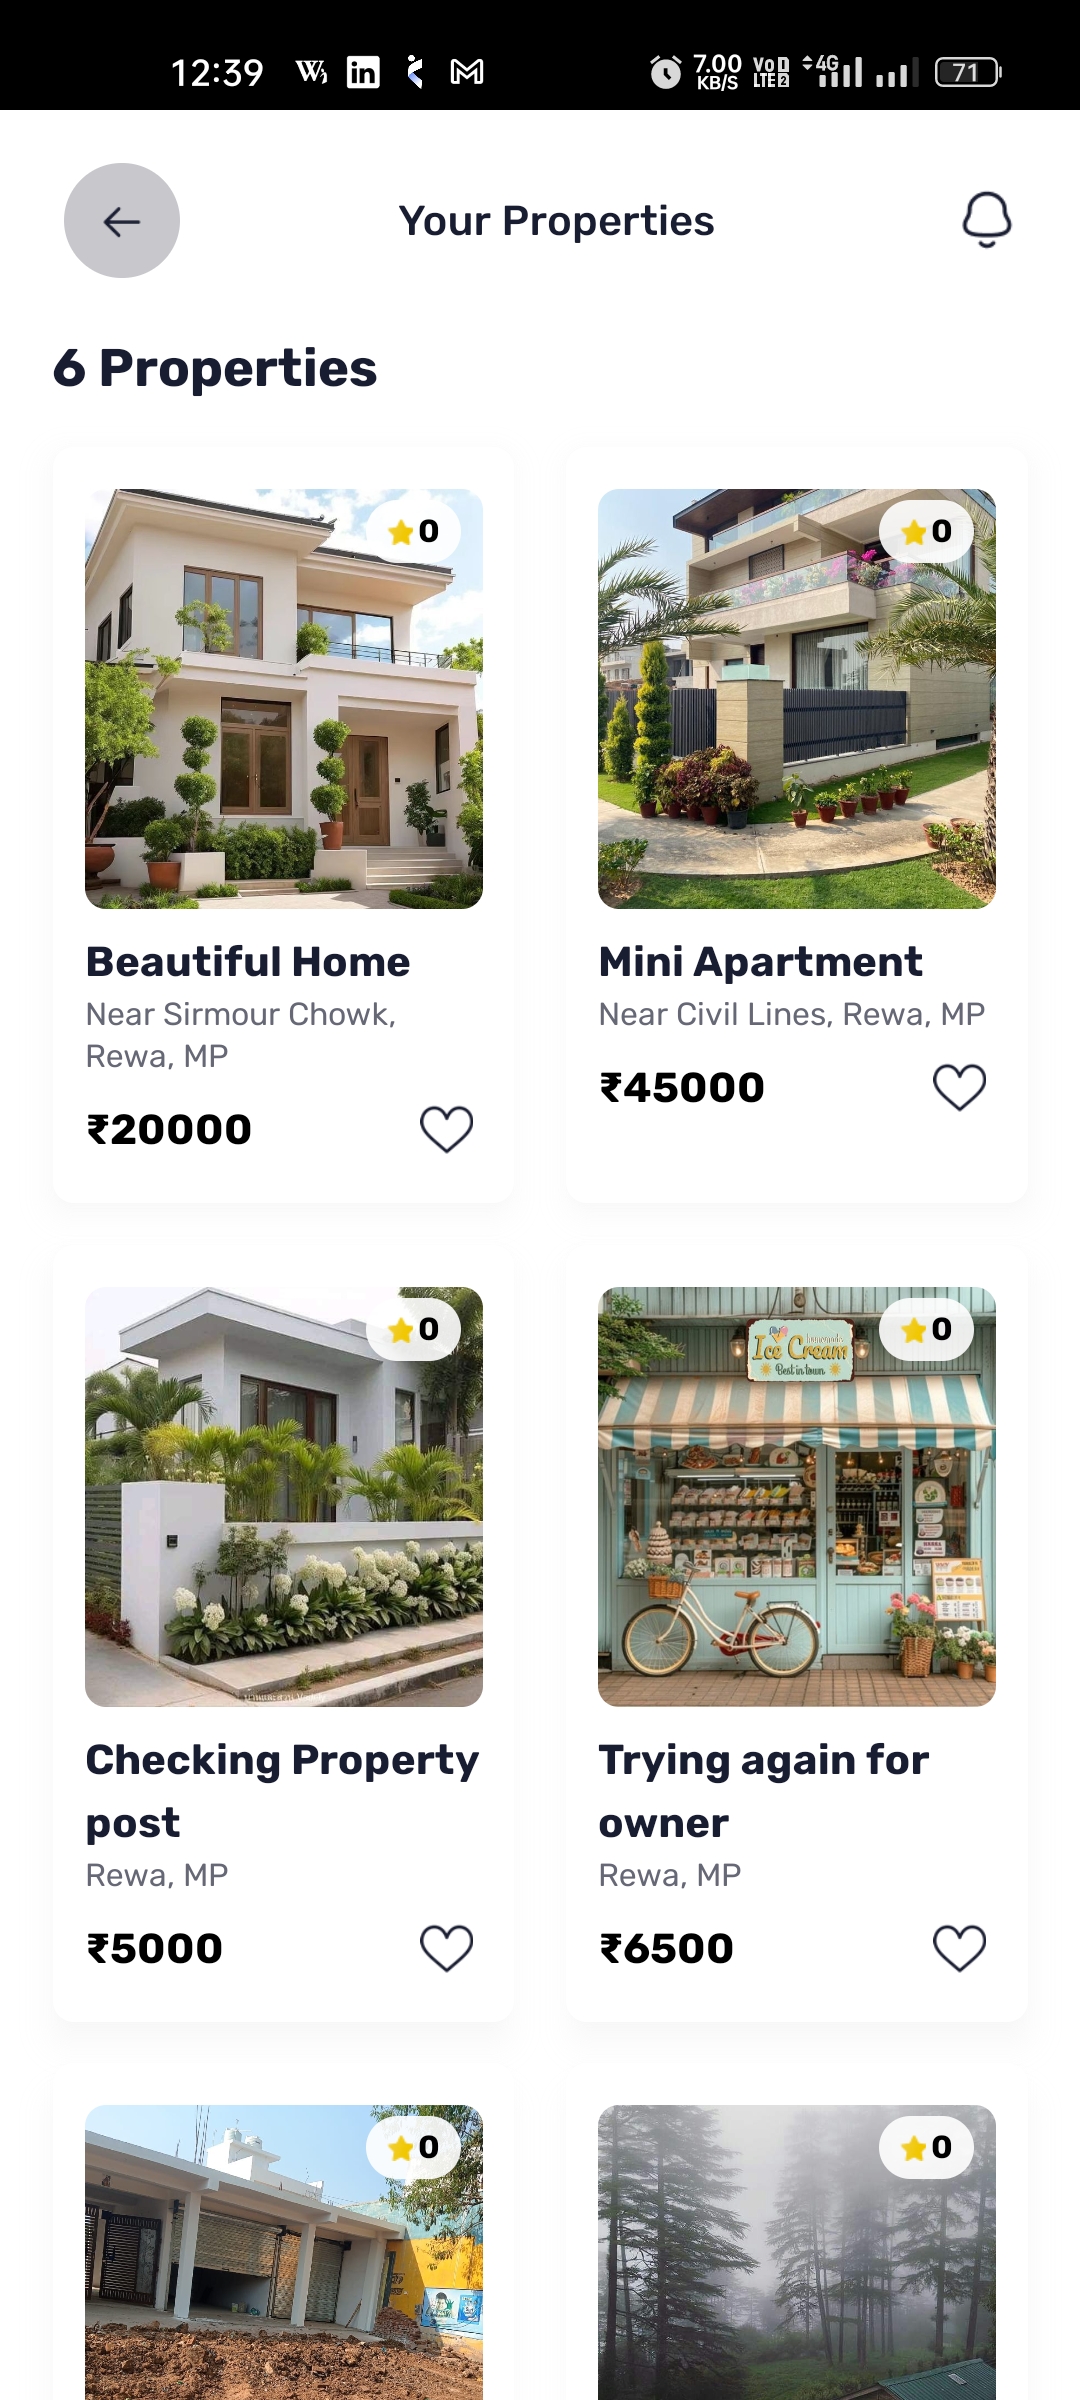 12:39
7.00
KB/S
VoD
LTE2
4G
71
Your Properties
6 Properties
0
0
Beautiful Home
Near Sirmour Chowk,
Rewa, MP
₹20000
Mini Apartment
Near Civil Lines, Rewa, MP
₹45000
0
homemade
Ice Cream
Best in town
0
Checking Property
post
Rewa, MP
₹5000
Trying again for
owner
Rewa, MP
₹6500
0
0